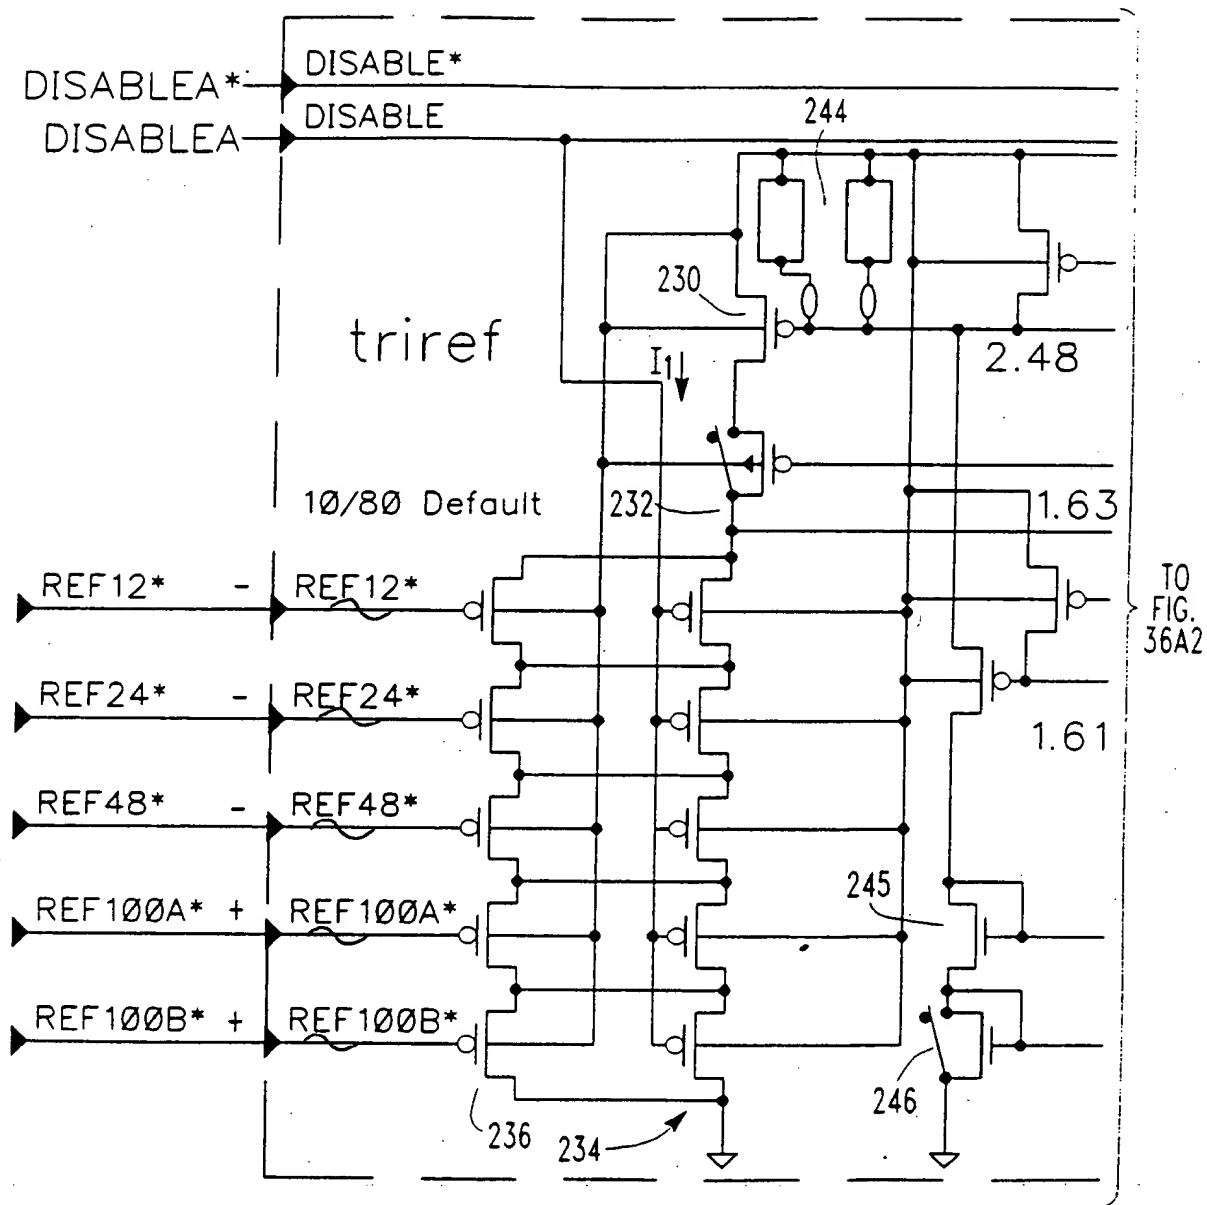 DISABLEA* DISABLE*
DISABLEA DISABLE
244
230
triref
2.48
I1
10/80 Default
232
1.63
REF12* - REF12*
TO
FIG.
36A2
REF24* - REF24*
1.61
REF48* - REF48*
245
REF100A* + REF100A*
REF100B* + REF100B*
246
236
234